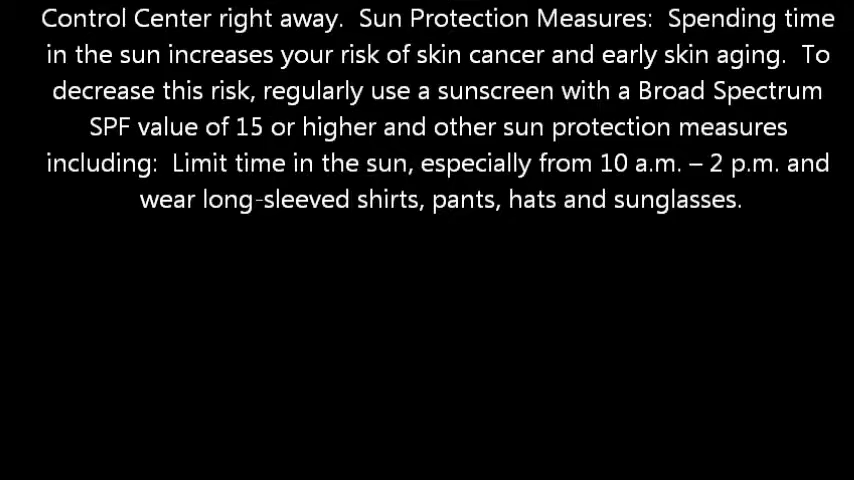 Control Center right away.  Sun Protection Measures:  Spending time
in the sun increases your risk of skin cancer and early skin aging.  To
decrease this risk, regularly use a sunscreen with a Broad Spectrum
SPF value of 15 or higher and other sun protection measures
including:  Limit time in the sun, especially from 10 a.m. – 2 p.m. and
wear long-sleeved shirts, pants, hats and sunglasses.